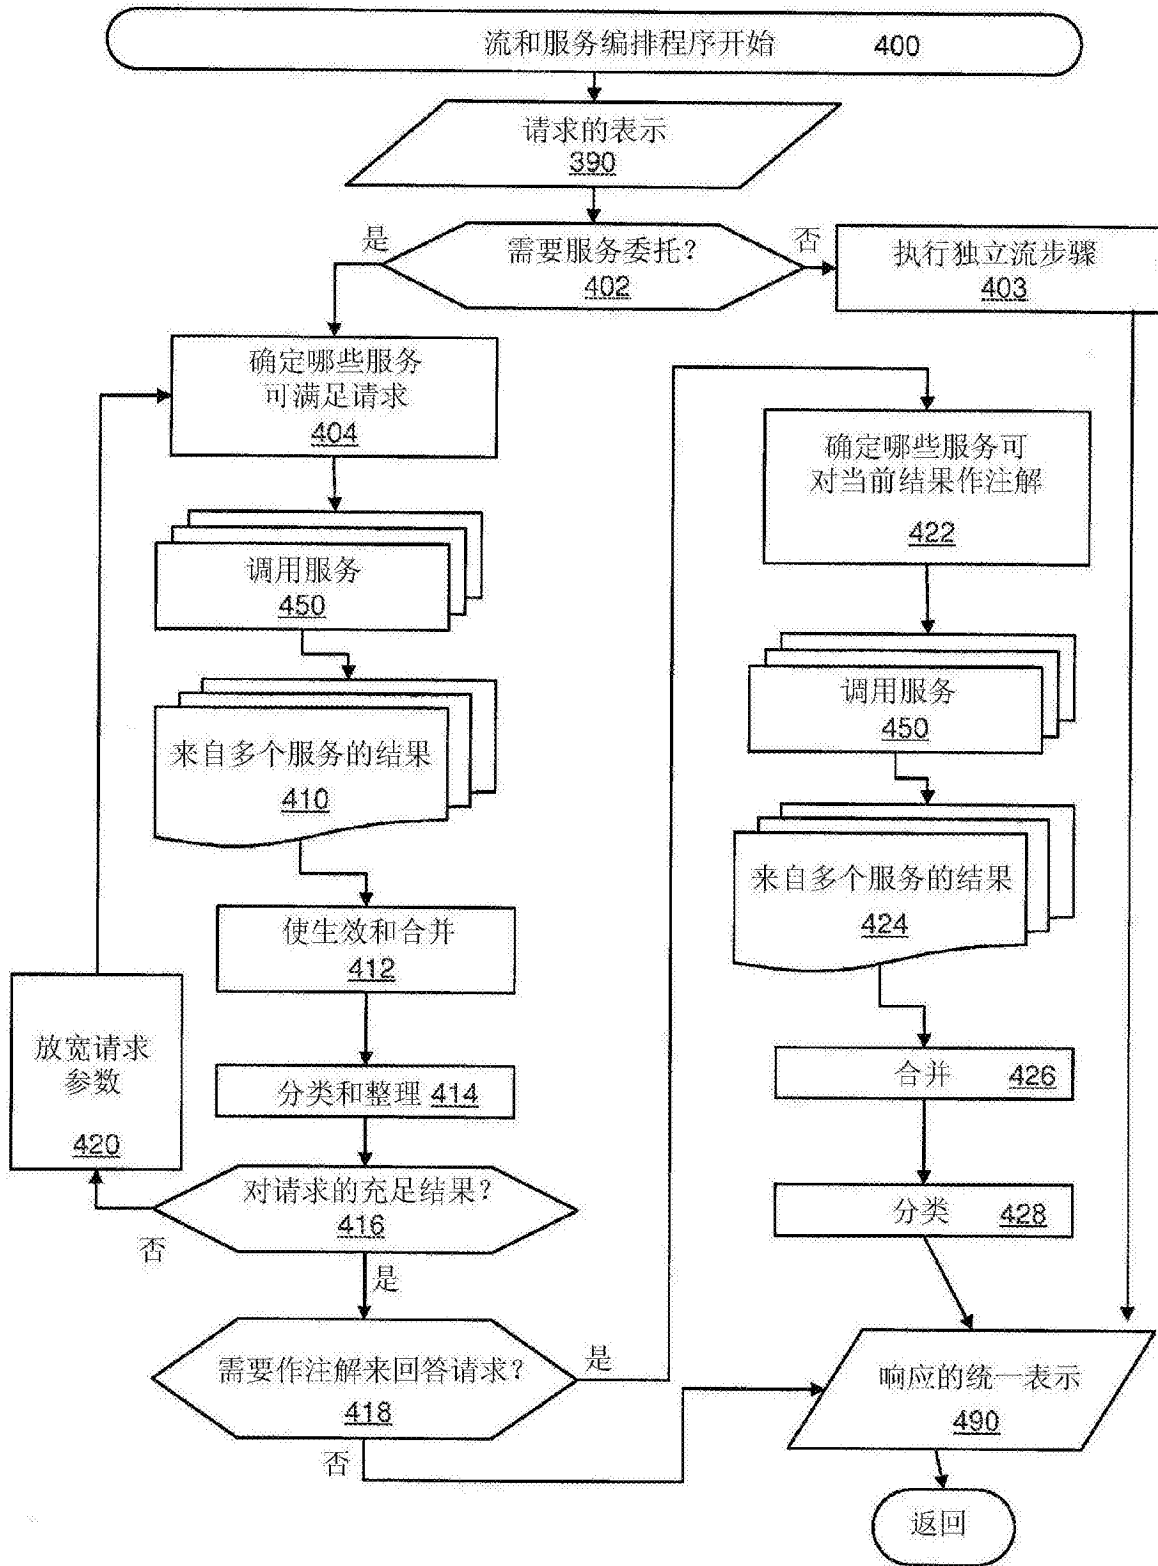 流和服务编排程序开始 400
请求的表示
390
是
需要服务委托？
402
否
执行独立流步骤
403
确定哪些服务
可满足请求
404
调用服务
450
来自多个服务的结果
410
使生效和合并
412
放宽请求
参数
420
分类和整理 414
对请求的充足结果？
416
否
是
需要作注解来回答请求？
418
是
否
确定哪些服务可
对当前结果作注解
422
调用服务
450
来自多个服务的结果
424
合并 426
分类 428
响应的统一表示
490
返回